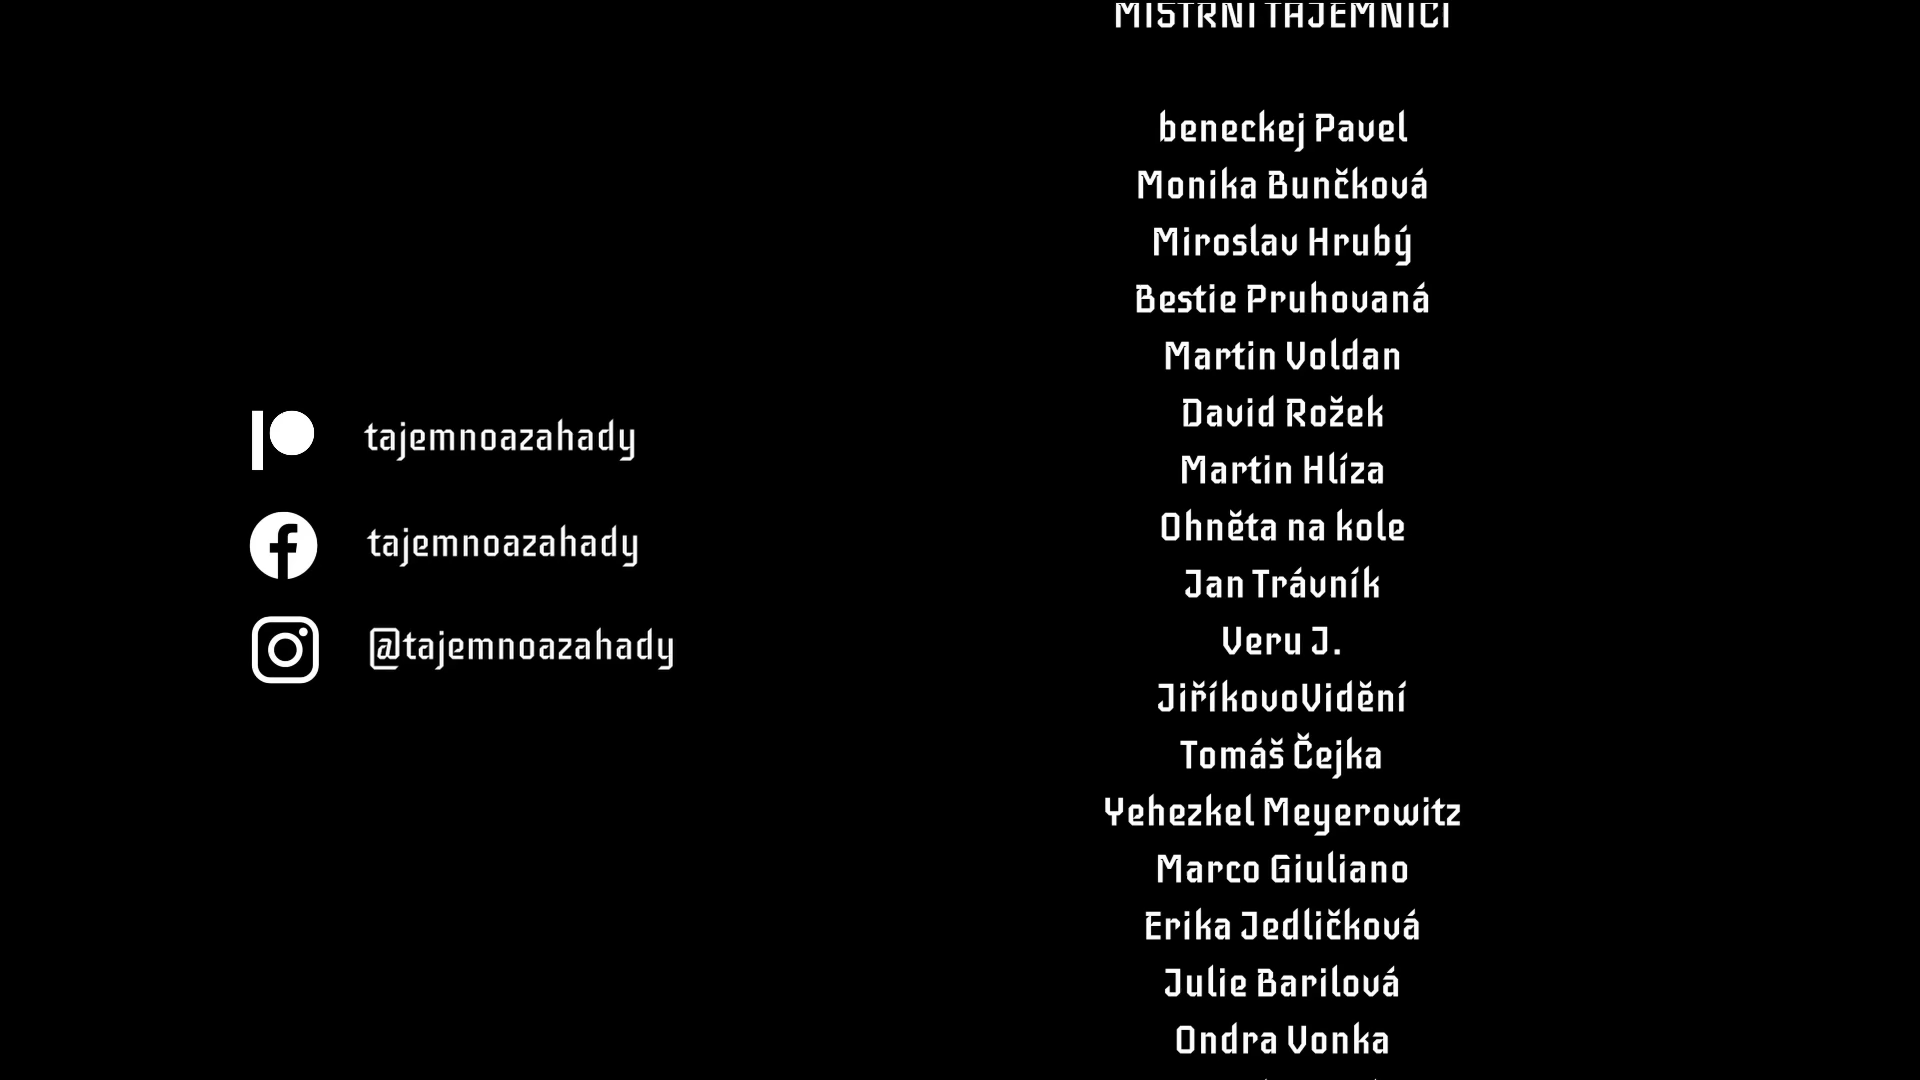 tajemnoazahady
tajemnoazahady
@tajemnoazahady
MISTRNÍ TAJEMNÍCI
beneckej Pavel
Monika Bunčková
Miroslav Hrubý
Bestie Pruhovaná
Martin Voldan
David Rožek
Martin Hlíza
Ohněta na kole
Jan Trávník
Veru J.
JiříkovoVidění
Tomáš Čejka
Yehezkel Meyerowitz
Marco Giuliano
Erika Jedličková
Julie Barilová
Ondra Vonka